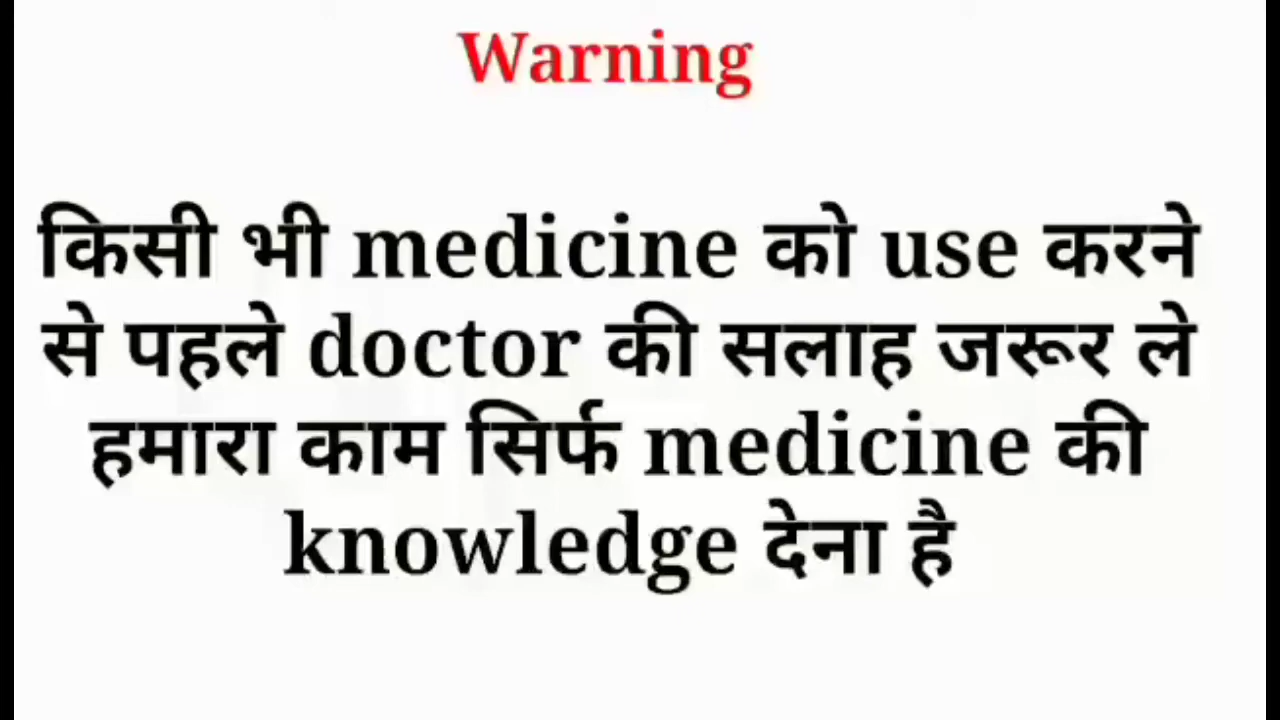 Warning
किसी भी medicine को use करने
से पहले doctor की सलाह जरूर ले
हमारा काम सिर्फ medicine की
knowledge देना है